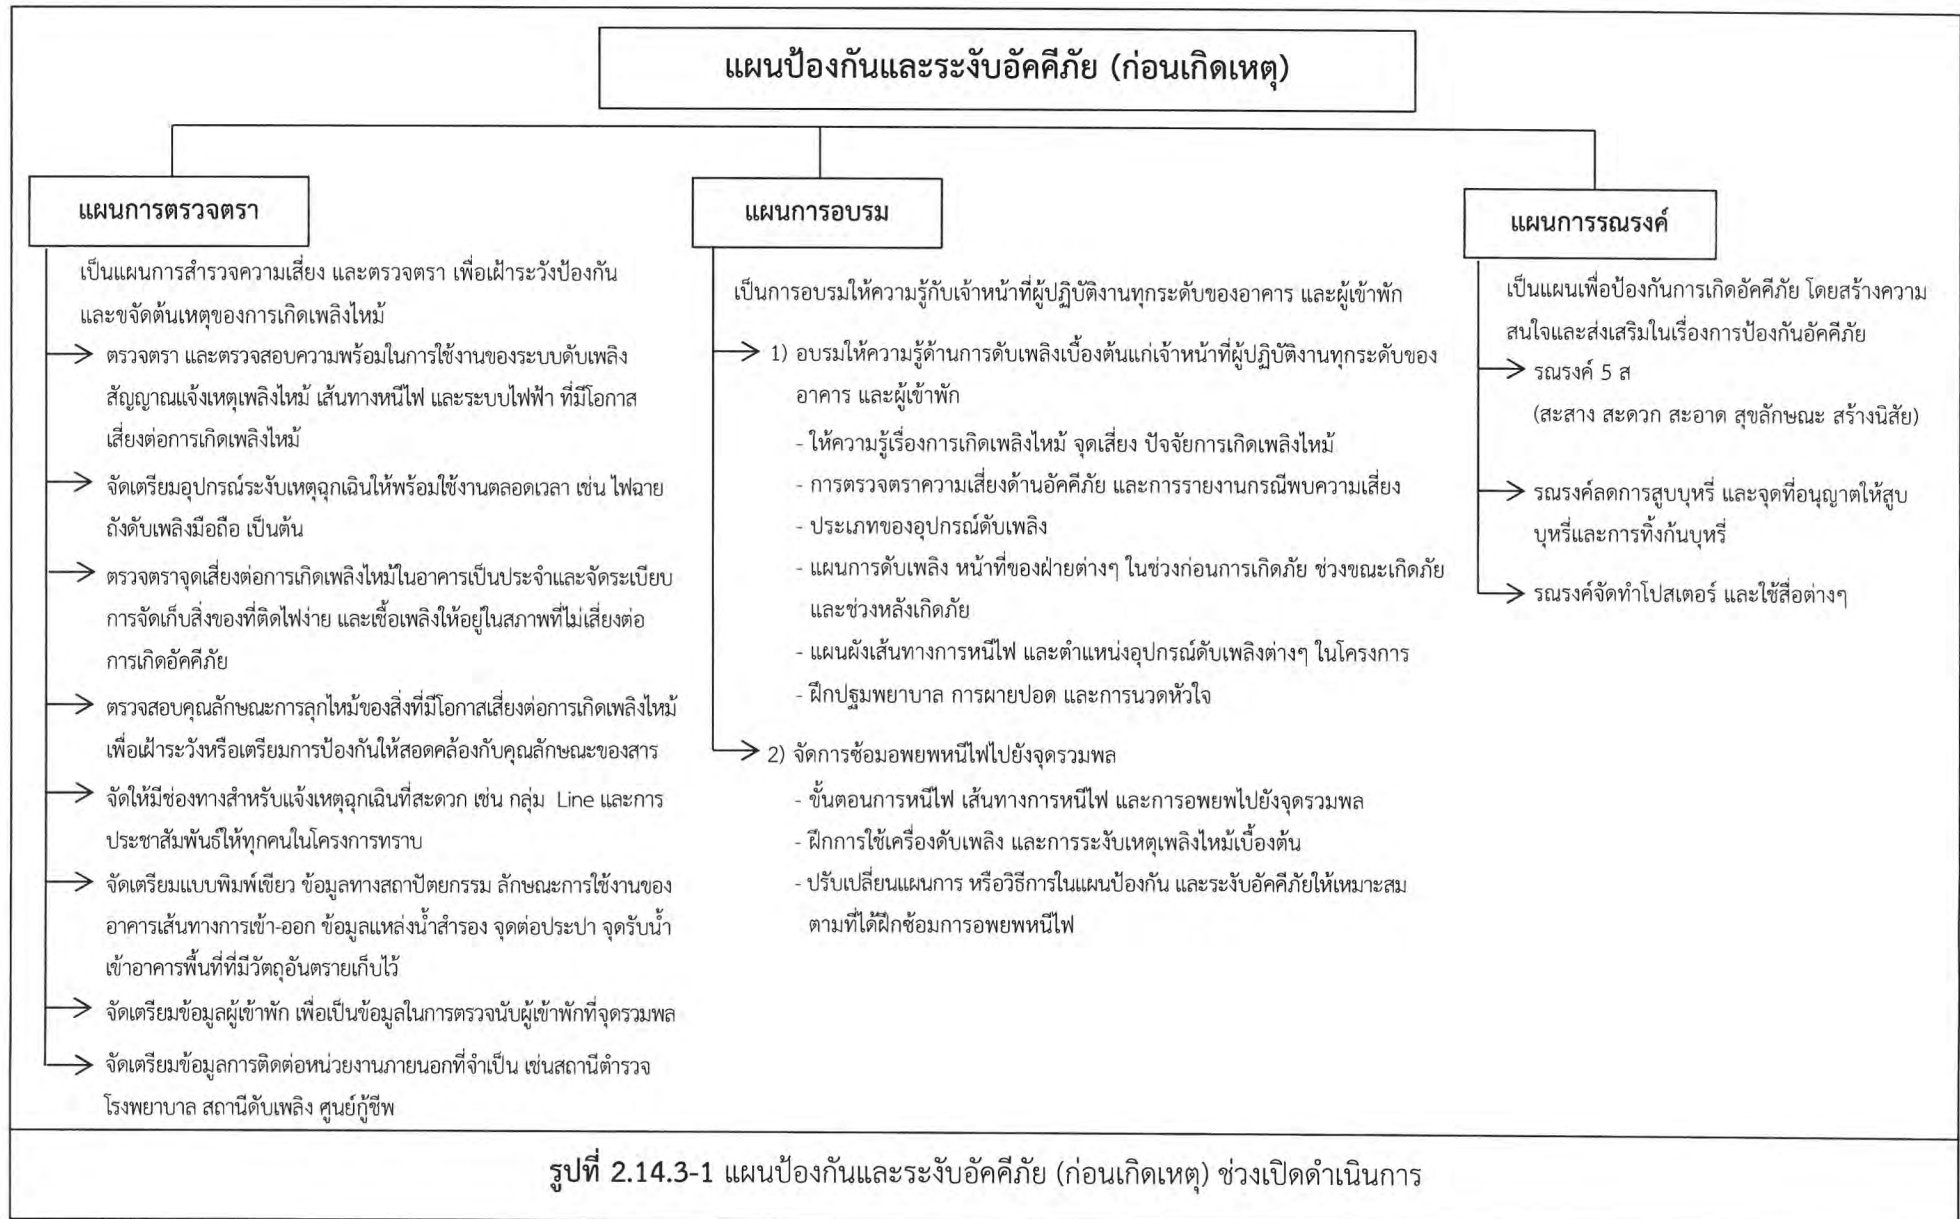 แผนป้องกันและระงับอัคคีภัย (ก่อนเกิดเหตุ)
แผนการตรวจตรา
เป็นแผนการสำรวจความเสี่ยง และตรวจตรา เพื่อเฝ้าระวังป้องกัน
และขจัดต้นเหตุของการเกิดเพลิงไหม้
ตรวจตรา และตรวจสอบความพร้อมในการใช้งานของระบบดับเพลิง
สัญญาณแจ้งเหตุเพลิงไหม้ เส้นทางหนีไฟ และระบบไฟฟ้า ที่มีโอกาส
เสี่ยงต่อการเกิดเพลิงไหม้
จัดเตรียมอุปกรณ์ระงับเหตุฉุกเฉินให้พร้อมใช้งานตลอดเวลา เช่น ไฟฉาย
ถังดับเพลิงมือถือ เป็นต้น
ตรวจตราจุดเสี่ยงต่อการเกิดเพลิงไหม้ในอาคารเป็นประจำและจัดระเบียบ
การจัดเก็บสิ่งของที่ติดไฟง่าย และเชื้อเพลิงให้อยู่ในสภาพที่ไม่เสี่ยงต่อ
การเกิดอัคคีภัย
ตรวจสอบคุณลักษณะการลุกไหม้ของสิ่งที่มีโอกาสเสี่ยงต่อการเกิดเพลิงไหม้
เพื่อเฝ้าระวังหรือเตรียมการป้องกันให้สอดคล้องกับคุณลักษณะของสาร
จัดให้มีช่องทางสำหรับแจ้งเหตุฉุกเฉินที่สะดวก เช่น กลุ่ม Line และการ
ประชาสัมพันธ์ให้ทุกคนในโครงการทราบ
จัดเตรียมแบบพิมพ์เขียว ข้อมูลทางสถาปัตยกรรม ลักษณะการใช้งานของ
อาคารเส้นทางการเข้า-ออก ข้อมูลแหล่งน้ำสำรอง จุดต่อประปา จุดรับน้ำ
เข้าอาคารพื้นที่ที่มีวัตถุอันตรายเก็บไว้
จัดเตรียมข้อมูลผู้เข้าพัก เพื่อเป็นข้อมูลในการตรวจนับผู้เข้าพักที่จุดรวมพล
จัดเตรียมข้อมูลการติดต่อหน่วยงานภายนอกที่จำเป็น เช่นสถานีตำรวจ
โรงพยาบาล สถานีดับเพลิง ศูนย์กู้ชีพ
แผนการอบรม
เป็นการอบรมให้ความรู้กับเจ้าหน้าที่ผู้ปฏิบัติงานทุกระดับของอาคาร และผู้เข้าพัก
1) อบรมให้ความรู้ด้านการดับเพลิงเบื้องต้นแก่เจ้าหน้าที่ผู้ปฏิบัติงานทุกระดับของ
อาคาร และผู้เข้าพัก
- ให้ความรู้เรื่องการเกิดเพลิงไหม้ จุดเสี่ยง ปัจจัยการเกิดเพลิงไหม้
- การตรวจตราความเสี่ยงด้านอัคคีภัย และการรายงานกรณีพบความเสี่ยง
- ประเภทของอุปกรณ์ดับเพลิง
- แผนการดับเพลิง หน้าที่ของฝ่ายต่างๆ ในช่วงก่อนการเกิดภัย ช่วงขณะเกิดภัย
และช่วงหลังเกิดภัย
- แผนผังเส้นทางการหนีไฟ และตำแหน่งอุปกรณ์ดับเพลิงต่างๆ ในโครงการ
- ฝึกปฐมพยาบาล การผายปอด และการนวดหัวใจ
2) จัดการซ้อมอพยพหนีไฟไปยังจุดรวมพล
- ขั้นตอนการหนีไฟ เส้นทางการหนีไฟ และการอพยพไปยังจุดรวมพล
- ฝึกการใช้เครื่องดับเพลิง และการระงับเหตุเพลิงไหม้เบื้องต้น
- ปรับเปลี่ยนแผนการ หรือวิธีการในแผนป้องกัน และระงับอัคคีภัยให้เหมาะสม
ตามที่ได้ฝึกซ้อมการอพยพหนีไฟ
แผนการรณรงค์
เป็นแผนเพื่อป้องกันการเกิดอัคคีภัย โดยสร้างความ
สนใจและส่งเสริมในเรื่องการป้องกันอัคคีภัย
รณรงค์ 5 ส
(สะสาง สะดวก สะอาด สุขลักษณะ สร้างนิสัย)
รณรงค์ลดการสูบบุหรี่ และจุดที่อนุญาตให้สูบ
บุหรี่และการทิ้งก้นบุหรี่
รณรงค์จัดทำโปสเตอร์ และใช้สื่อต่างๆ
รูปที่ 2.14.3-1 แผนป้องกันและระงับอัคคีภัย (ก่อนเกิดเหตุ) ช่วงเปิดดำเนินการ